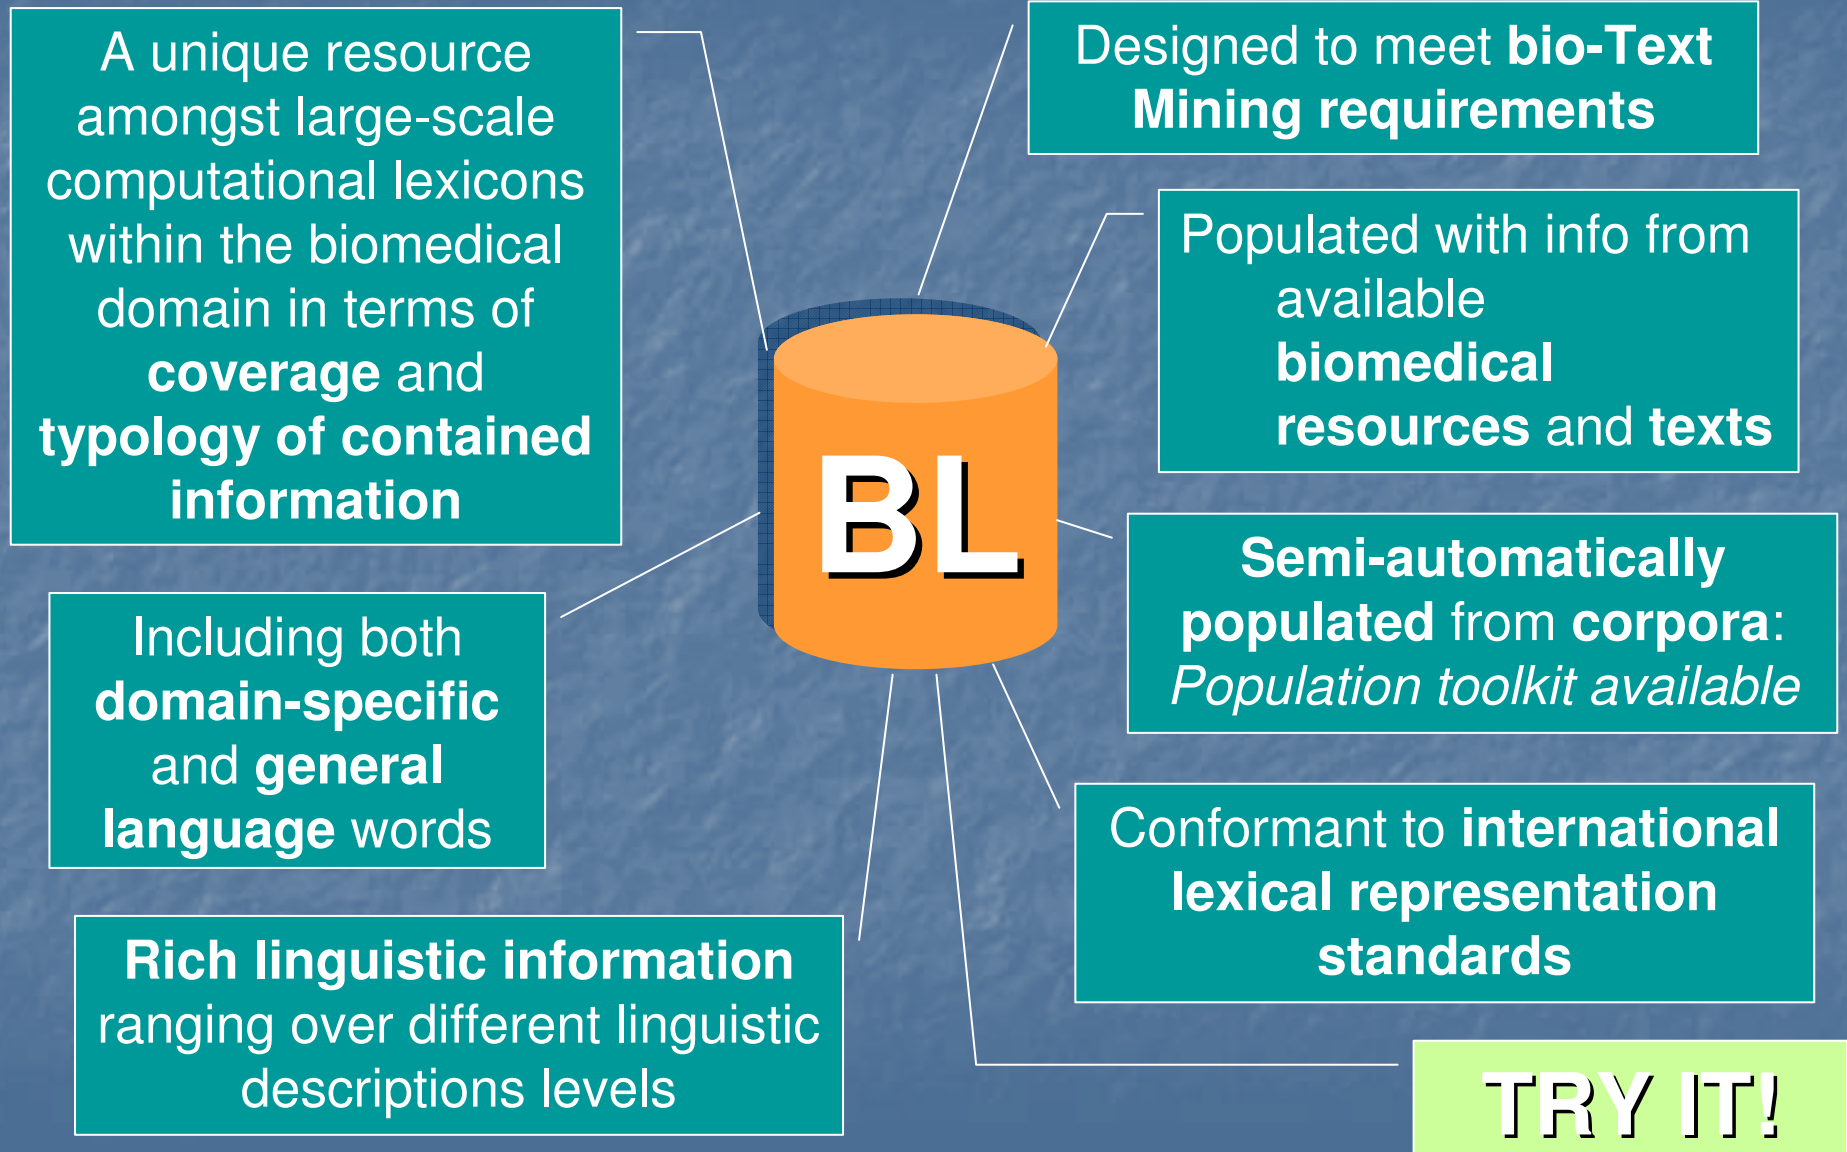 A unique resource
amongst large-scale
computational lexicons
within the biomedical
domain in terms of
coverage and
typology of contained
information
Designed to meet bio-Text
Mining requirements
Populated with info from
available
biomedical
resources and texts
BL
Semi-automatically
populated from corpora:
Population toolkit available
Including both
domain-specific
and general
language words
Conformant to international
lexical representation
standards
Rich linguistic information
ranging over different linguistic
descriptions levels
TRY IT!